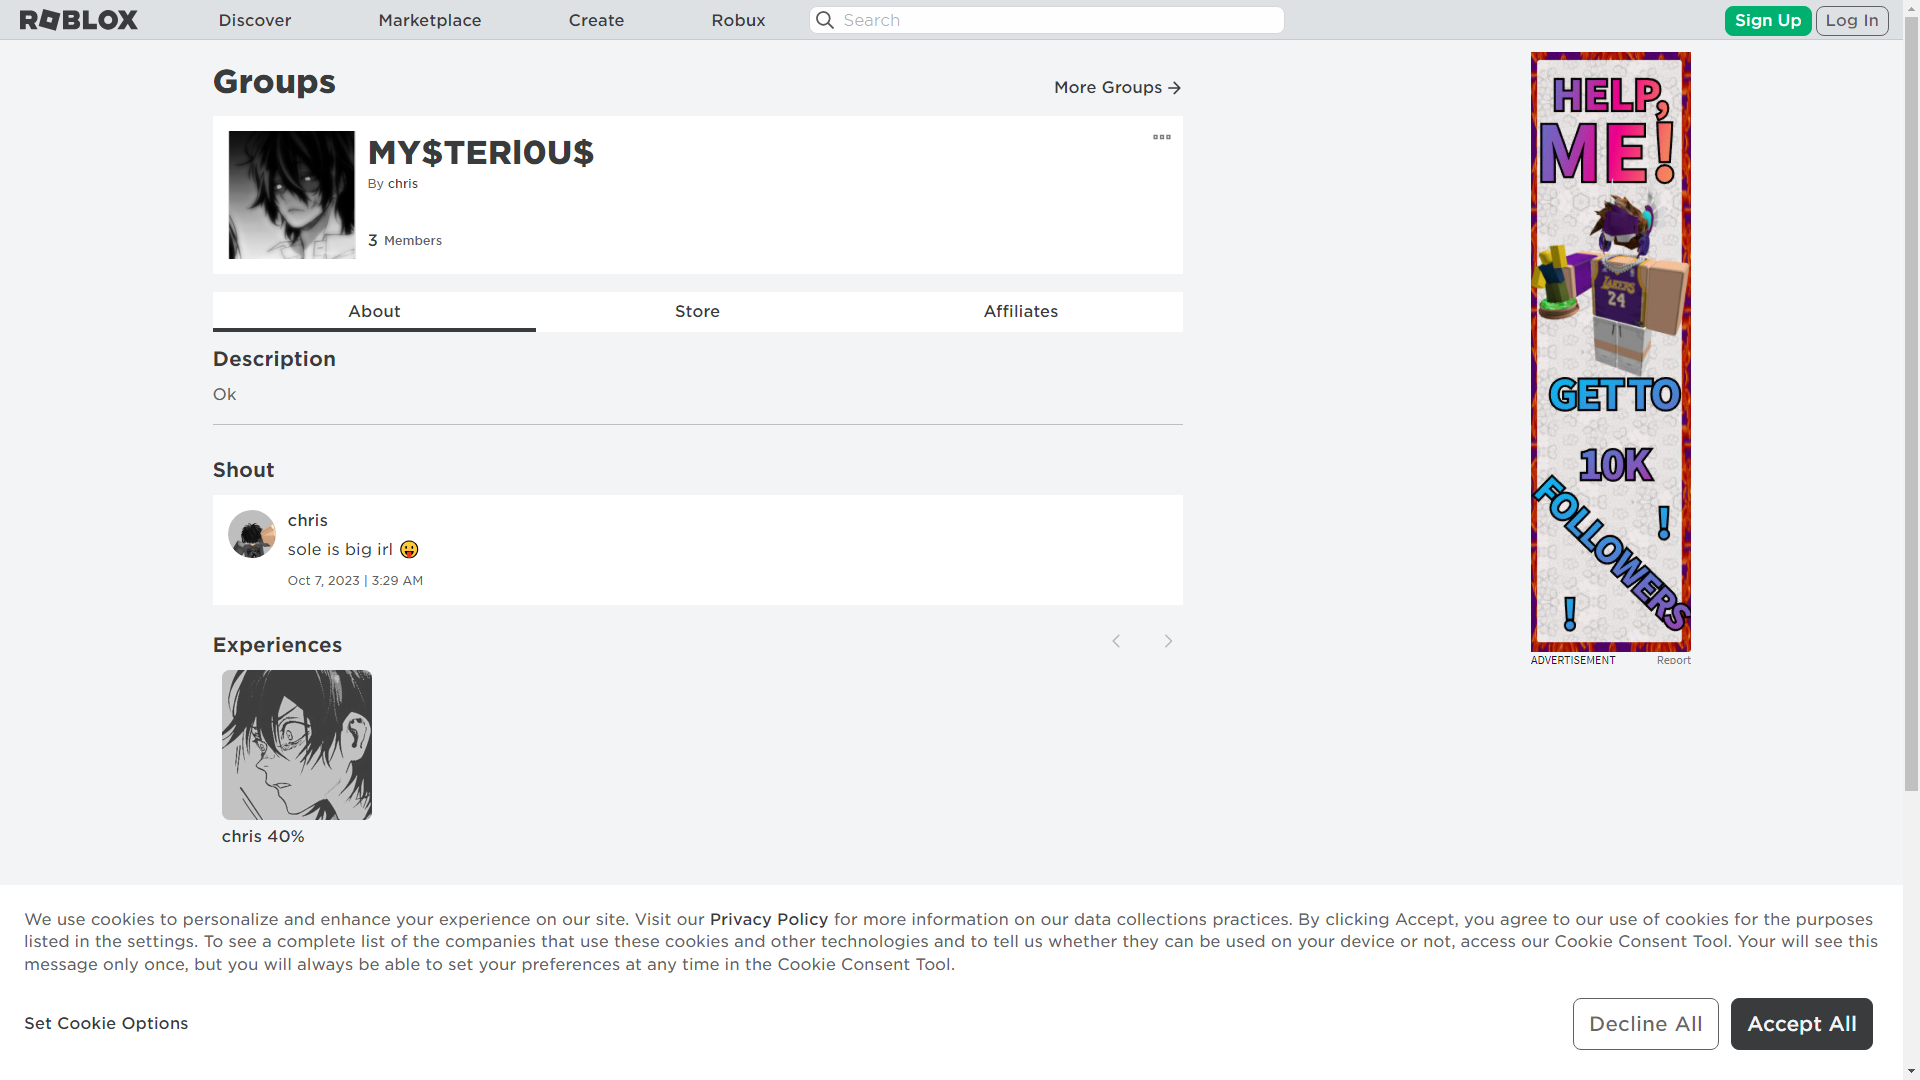 ROBLOX
Discover
Marketplace
Create
Robux
Search
Sign Up
Log In
Groups
More Groups
MY$TERI0U$
By chris
3 Members
About
Store
Affiliates
Description
Ok
Shout
chris
sole is big irl 😛
Oct 7, 2023 | 3:29 AM
Experiences
chris 40%
HELP,
ME!
LAKERS
24
GET TO
10K
FOLLOWERS
!
!
ADVERTISEMENT
Report
We use cookies to personalize and enhance your experience on our site. Visit our Privacy Policy for more information on our data collections practices. By clicking Accept, you agree to our use of cookies for the purposes
listed in the settings. To see a complete list of the companies that use these cookies and other technologies and to tell us whether they can be used on your device or not, access our Cookie Consent Tool. Your will see this
message only once, but you will always be able to set your preferences at any time in the Cookie Consent Tool.
Set Cookie Options
Decline All
Accept All